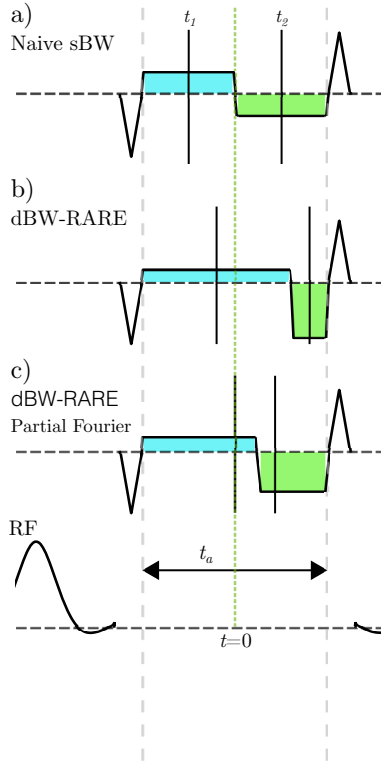 a)
Naive sBW
t₁
t₂
b)
dBW-RARE
c)
dBW-RARE
Partial Fourier
RF
tₐ
t=0